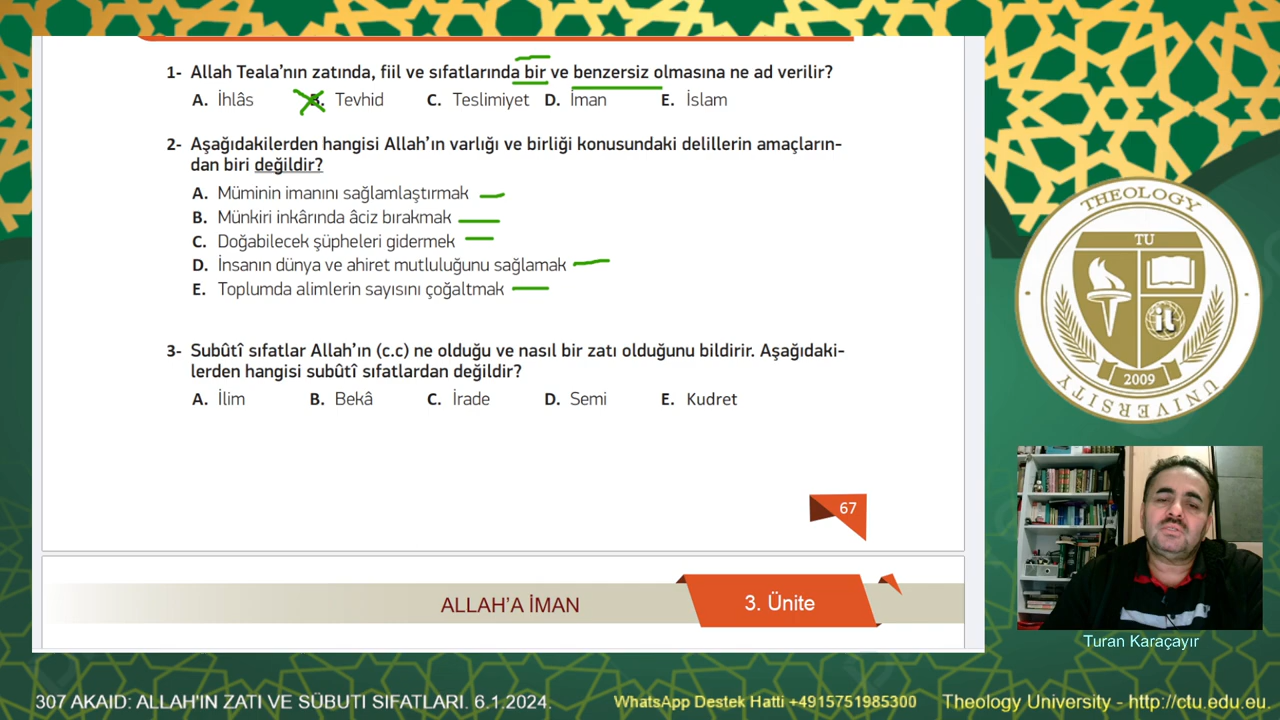 1- Allah Teala’nın zatında, fiil ve sıfatlarında bir ve benzersiz olmasına ne ad verilir?
A. İhlâs B. Tevhid C. Teslimiyet D. İman E. İslam
2- Aşağıdakilerden hangisi Allah’ın varlığı ve birliği konusundaki delillerin amaçların-
dan biri değildir?
A. Müminin imanını sağlamlaştırmak
B. Münkiri inkârında âciz bırakmak
C. Doğabilecek şüpheleri gidermek
D. İnsanın dünya ve ahiret mutluluğunu sağlamak
E. Toplumda alimlerin sayısını çoğaltmak
3- Subûtî sıfatlar Allah’ın (c.c) ne olduğu ve nasıl bir zatı olduğunu bildirir. Aşağıdaki-
lerden hangisi subûtî sıfatlardan değildir?
A. İlim B. Bekâ C. İrade D. Semi E. Kudret
67
ALLAH’A İMAN
3. Ünite
THEOLOGY
TU
2009
UNIVERSITY
Turan Karaçayır
307 AKAID: ALLAH'IN ZATI VE SÜBUTI SIFATLARI. 6.1.2024.
WhatsApp Destek Hatti +4915751985300
Theology University - http://ctu.edu.eu.